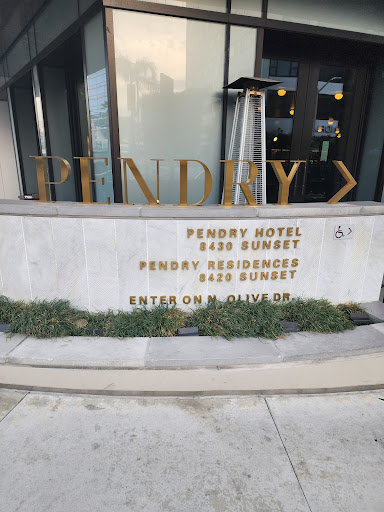 PENDRY >
PENDRY HOTEL
8430 SUNSET
PENDRY RESIDENCES
8420 SUNSET
ENTER ON N. OLIVE DR.